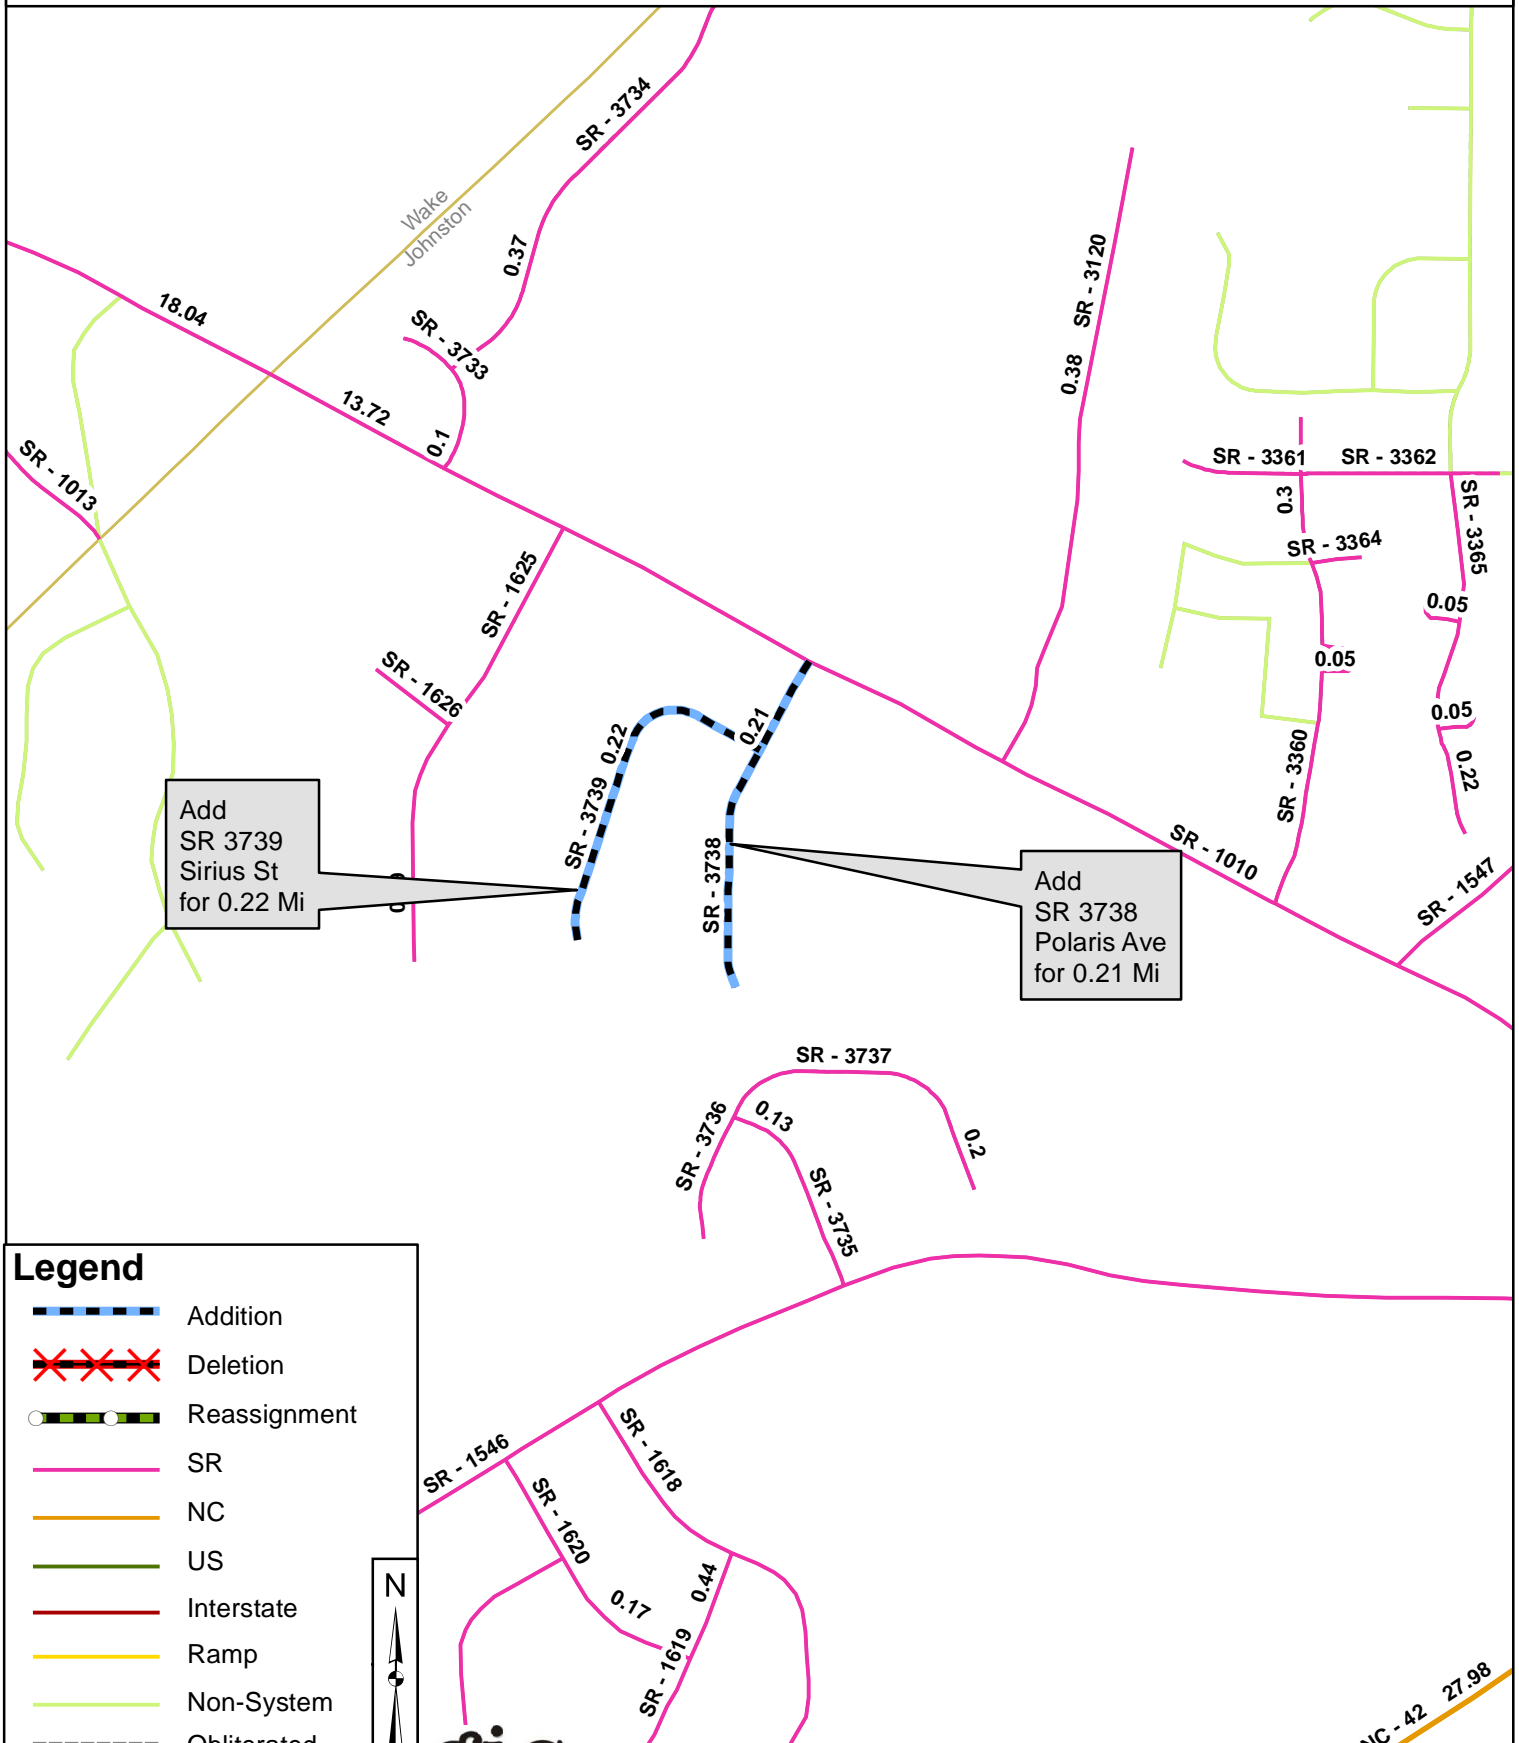 SR - 3734
Wake
Johnston
0.37
18.04
SR - 3733
13.72
0.1
SR - 1013
SR - 3120
0.38
SR - 3361
SR - 3362
0.3
SR - 3365
SR - 3364
0.05
0.05
0.05
0.22
SR - 3360
SR - 1625
SR - 1626
0.22
0.21
SR - 3739
SR - 3738
Add
SR 3739
Sirius St
for 0.22 Mi
Add
SR 3738
Polaris Ave
for 0.21 Mi
SR - 1010
SR - 1547
SR - 3737
SR - 3736
0.13
0.2
SR - 3735
Legend
Addition
Deletion
Reassignment
SR
NC
US
Interstate
Ramp
Non-System
Obliterated
N
SR - 1546
SR - 1618
SR - 1620
0.17
0.44
SR - 1619
NC - 42
27.98